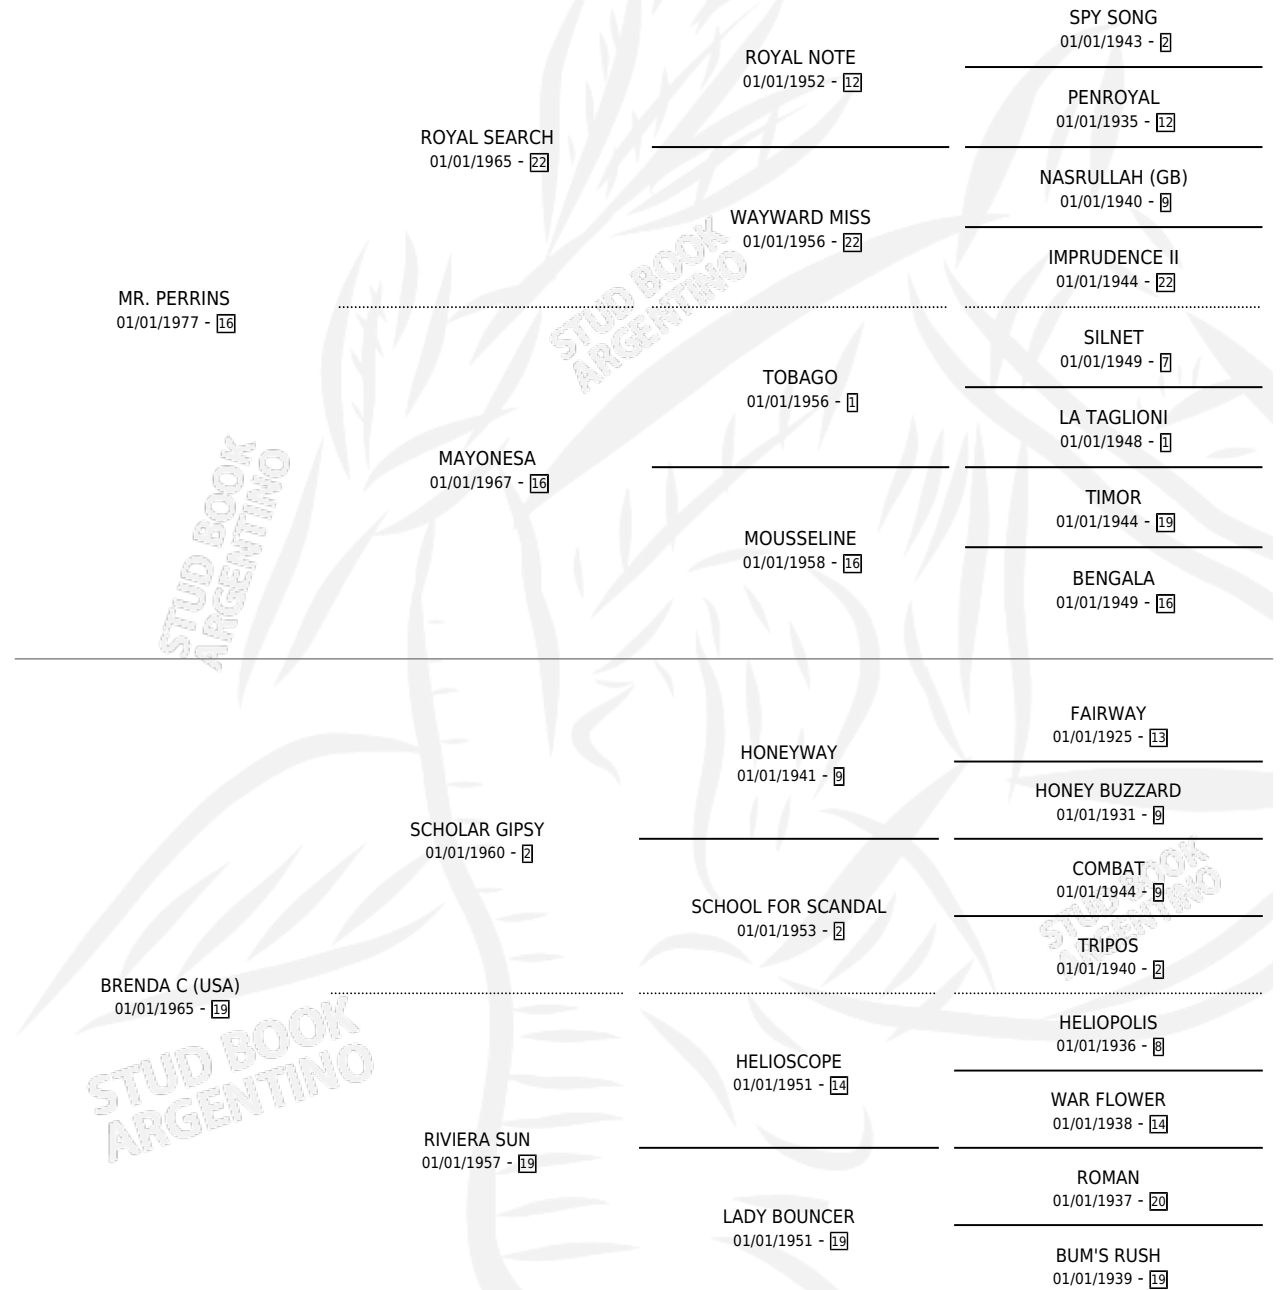 SPY SONG
01/01/1943 - 2
ROYAL NOTE
01/01/1952 - 12
PENROYAL
01/01/1935 - 12
ROYAL SEARCH
01/01/1965 - 22
NASRULLAH (GB)
01/01/1940 - 9
WAYWARD MISS
01/01/1956 - 22
IMPRUDENCE II
01/01/1944 - 22
MR. PERRINS
01/01/1977 - 16
SILNET
01/01/1949 - 7
TOBAGO
01/01/1956 - 1
LA TAGLIONI
01/01/1948 - 1
MAYONESA
01/01/1967 - 16
TIMOR
01/01/1944 - 19
MOUSSELINE
01/01/1958 - 16
BENGALA
01/01/1949 - 16
FAIRWAY
01/01/1925 - 13
HONEYWAY
01/01/1941 - 9
HONEY BUZZARD
01/01/1931 - 9
SCHOLAR GIPSY
01/01/1960 - 2
COMBAT
01/01/1944 - 9
SCHOOL FOR SCANDAL
01/01/1953 - 2
TRIPOS
01/01/1940 - 2
BRENDA C (USA)
01/01/1965 - 19
HELIOPOLIS
01/01/1936 - 8
HELIOSCOPE
01/01/1951 - 14
WAR FLOWER
01/01/1938 - 14
RIVIERA SUN
01/01/1957 - 19
ROMAN
01/01/1937 - 20
LADY BOUNCER
01/01/1951 - 19
BUM'S RUSH
01/01/1939 - 19
STUD BOOK
ARGENTINO
STUD BOOK
ARGENTINO
STUD BOOK
ARGENTINO
STUD BOOK
ARGENTINO